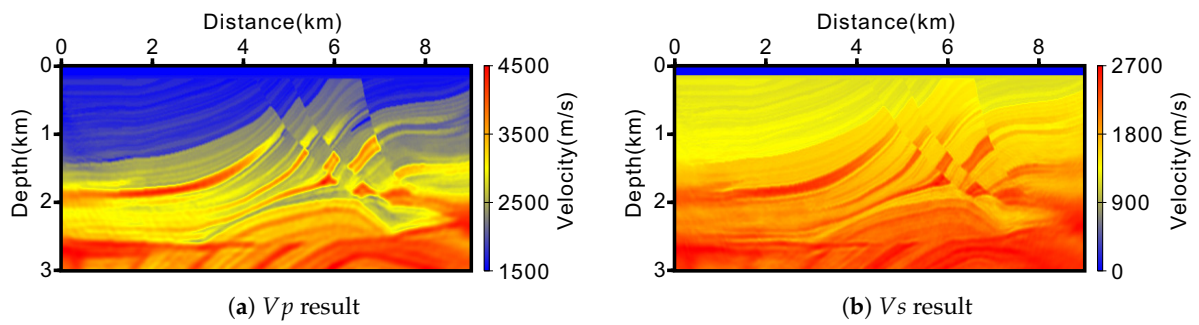 Distance(km)
0 2 4 6 8
Depth(km)
0
1
2
3
4500
3500
2500
1500
Velocity(m/s)
(a) Vp result
Distance(km)
0 2 4 6 8
Depth(km)
0
1
2
3
2700
1800
900
0
Velocity(m/s)
(b) Vs result